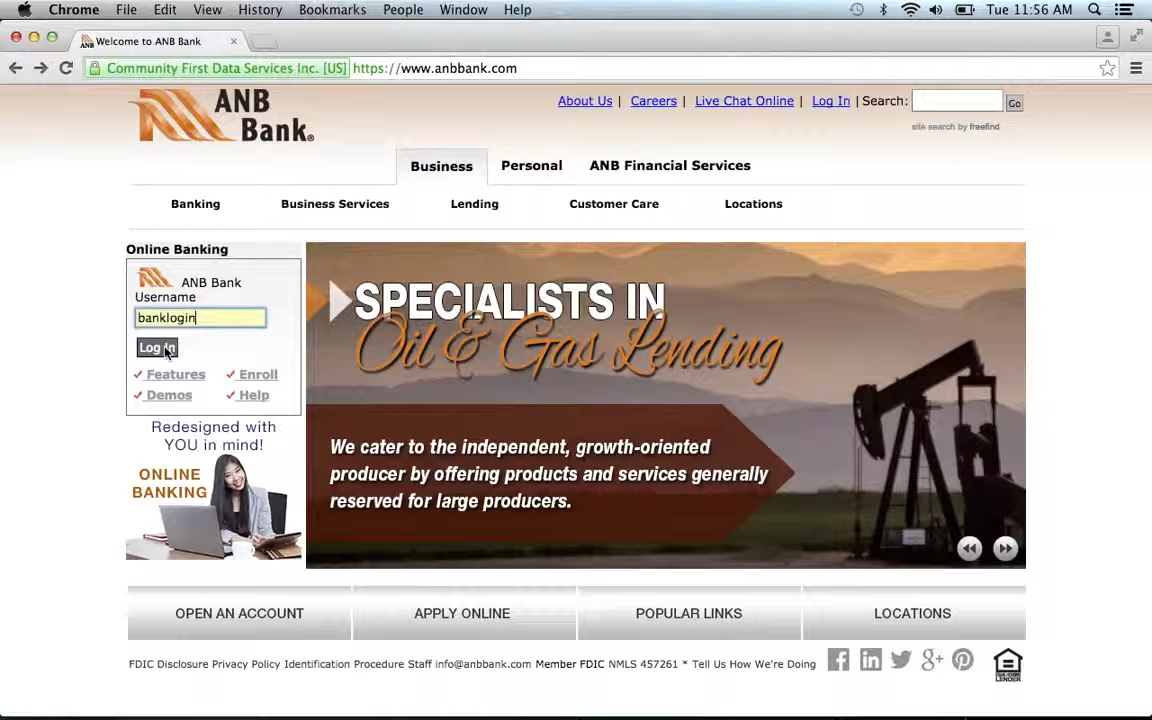 Chrome File Edit View History Bookmarks People Window Help Tue 11:56 AM
Welcome to ANB Bank
Community First Data Services Inc. [US] https://www.anbbank.com
ANB Bank®
About Us | Careers | Live Chat Online | Log In | Search: Go
site search by freefind
Business Personal ANB Financial Services
Banking Business Services Lending Customer Care Locations
Online Banking
ANB Bank
Username
banklogin
Log In
Features Enroll
Demos Help
Redesigned with
YOU in mind!
ONLINE
BANKING
SPECIALISTS IN
Oil & Gas Lending
We cater to the independent, growth-oriented
producer by offering products and services generally
reserved for large producers.
OPEN AN ACCOUNT APPLY ONLINE POPULAR LINKS LOCATIONS
FDIC Disclosure Privacy Policy Identification Procedure Staff info@anbbank.com Member FDIC NMLS 457261 * Tell Us How We're Doing
EQUAL HOUSING
LENDER